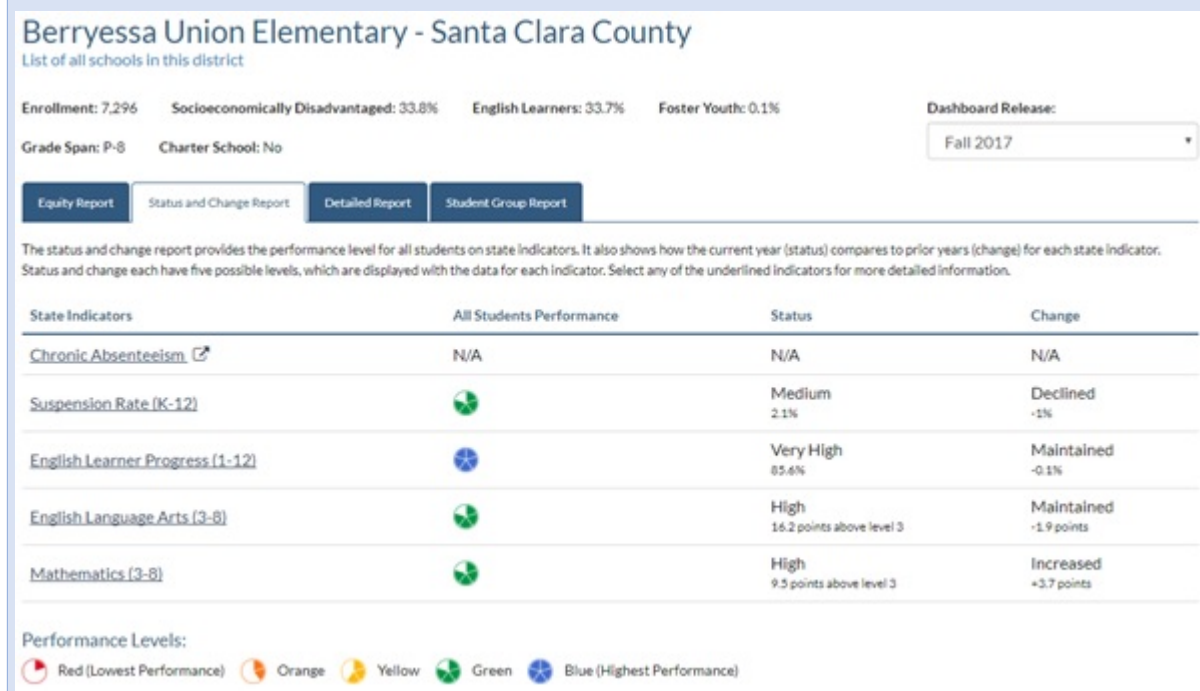 Berryessa Union Elementary - Santa Clara County
List of all schools in this district
Enrollment: 7,296 Socioeconomically Disadvantaged: 33.8% English Learners: 33.7% Foster Youth: 0.1% Dashboard Release:
Grade Span: P-8 Charter School: No Fall 2017
Equity Report Status and Change Report Detailed Report Student Group Report
The status and change report provides the performance level for all students on state indicators. It also shows how the current year (status) compares to prior years (change) for each state indicator.
Status and change each have five possible levels, which are displayed with the data for each indicator. Select any of the underlined indicators for more detailed information.
State Indicators All Students Performance Status Change
Chronic Absenteeism N/A N/A N/A
Suspension Rate (K-12) Medium Declined
2.1% -1%
English Learner Progress (1-12) Very High Maintained
85.6% -0.1%
English Language Arts (3-8) High Maintained
16.2 points above level 3 -1.9 points
Mathematics (3-8) High Increased
9.5 points above level 3 +3.7 points
Performance Levels:
Red (Lowest Performance) Orange Yellow Green Blue (Highest Performance)